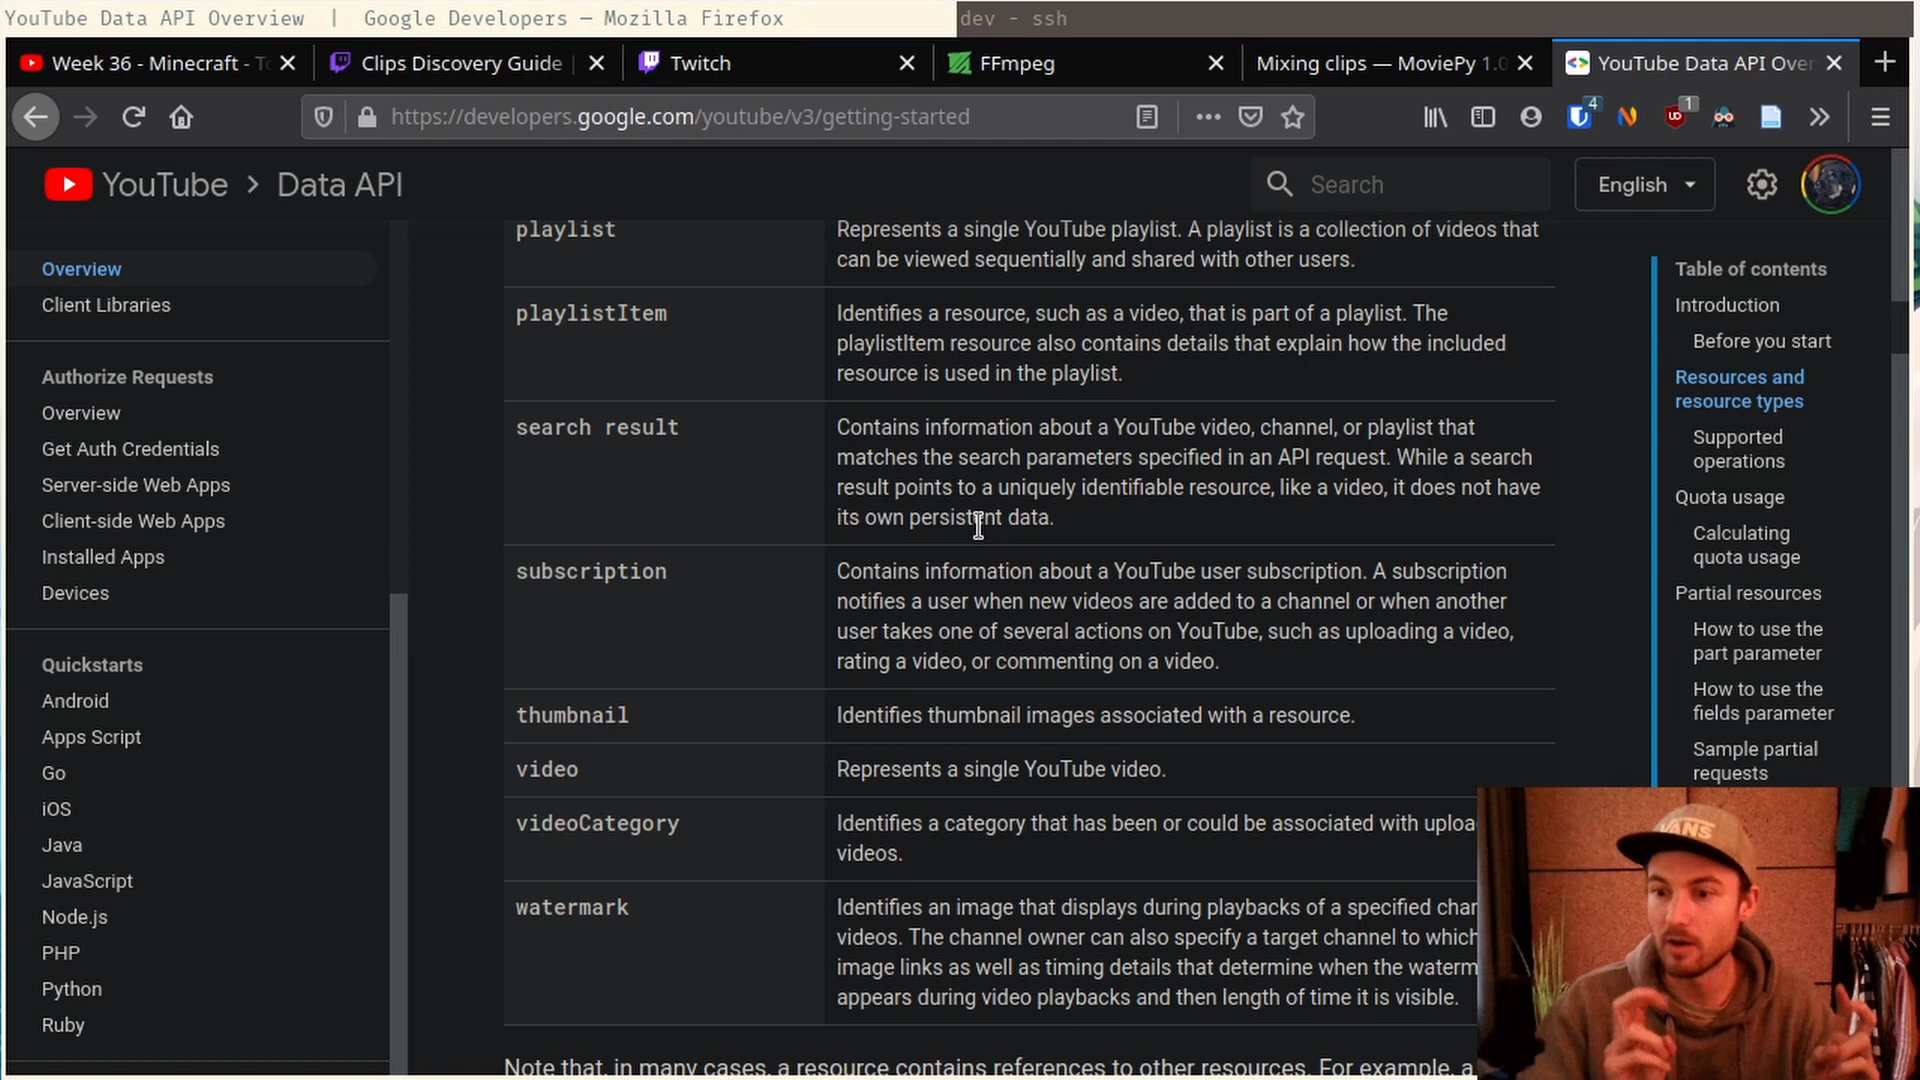 YouTube Data API Overview | Google Developers — Mozilla Firefox
dev - ssh
Week 36 - Minecraft - To
Clips Discovery Guide
Twitch
FFmpeg
Mixing clips — MoviePy 1.0
YouTube Data API Over
https://developers.google.com/youtube/v3/getting-started
4
1
YouTube > Data API
Search
English
Overview
Client Libraries
Authorize Requests
Overview
Get Auth Credentials
Server-side Web Apps
Client-side Web Apps
Installed Apps
Devices
Quickstarts
Android
Apps Script
Go
iOS
Java
JavaScript
Node.js
PHP
Python
Ruby
playlist
Represents a single YouTube playlist. A playlist is a collection of videos that
can be viewed sequentially and shared with other users.
playlistItem
Identifies a resource, such as a video, that is part of a playlist. The
playlistItem resource also contains details that explain how the included
resource is used in the playlist.
search result
Contains information about a YouTube video, channel, or playlist that
matches the search parameters specified in an API request. While a search
result points to a uniquely identifiable resource, like a video, it does not have
its own persistent data.
subscription
Contains information about a YouTube user subscription. A subscription
notifies a user when new videos are added to a channel or when another
user takes one of several actions on YouTube, such as uploading a video,
rating a video, or commenting on a video.
thumbnail
Identifies thumbnail images associated with a resource.
video
Represents a single YouTube video.
videoCategory
Identifies a category that has been or could be associated with uploa
videos.
watermark
Identifies an image that displays during playbacks of a specified chan
videos. The channel owner can also specify a target channel to which
image links as well as timing details that determine when the waterm
appears during video playbacks and then length of time it is visible.
Note that, in many cases, a resource contains references to other resources. For example, a
Table of contents
Introduction
Before you start
Resources and
resource types
Supported
operations
Quota usage
Calculating
quota usage
Partial resources
How to use the
part parameter
How to use the
fields parameter
Sample partial
requests
VANS